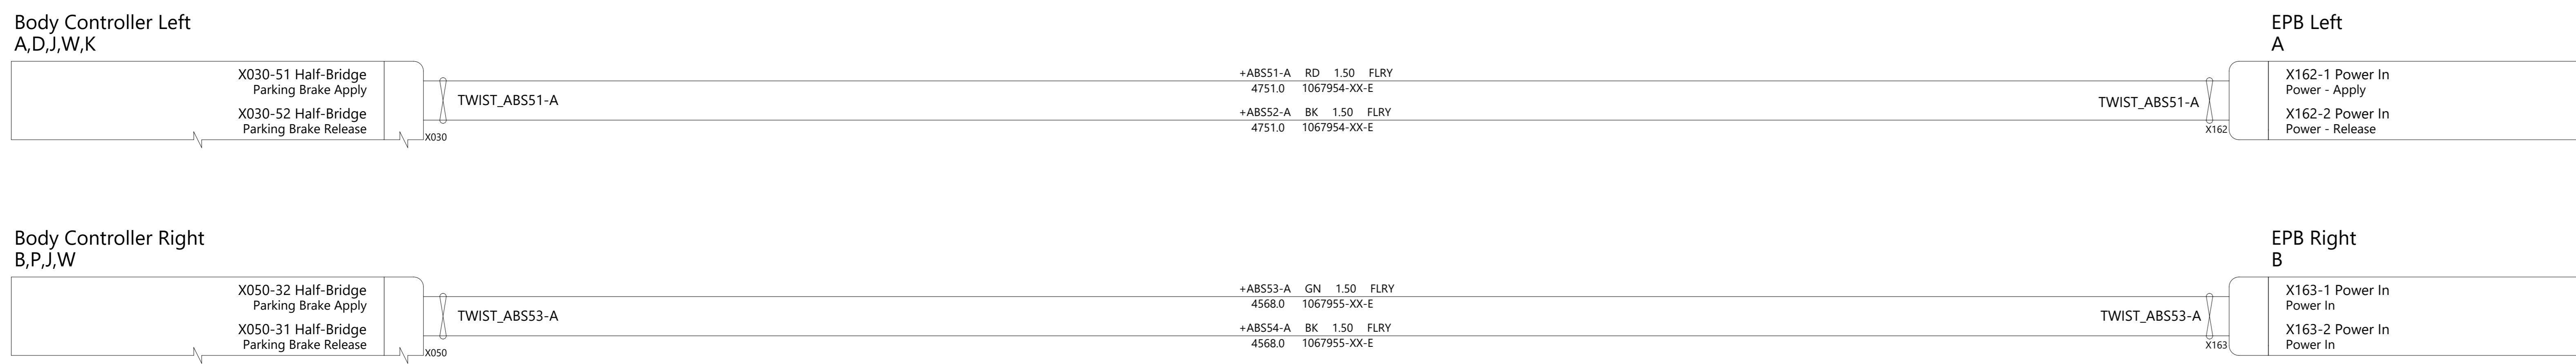 Body Controller Left
A,D,J,W,K
EPB Left
A
X030-51 Half-Bridge
Parking Brake Apply
X030-52 Half-Bridge
Parking Brake Release
X030
TWIST_ABS51-A
+ABS51-A RD 1.50 FLRY
4751.0 1067954-XX-E
+ABS52-A BK 1.50 FLRY
4751.0 1067954-XX-E
TWIST_ABS51-A
X162
X162-1 Power In
Power - Apply
X162-2 Power In
Power - Release
Body Controller Right
B,P,J,W
EPB Right
B
X050-32 Half-Bridge
Parking Brake Apply
X050-31 Half-Bridge
Parking Brake Release
X050
TWIST_ABS53-A
+ABS53-A GN 1.50 FLRY
4568.0 1067955-XX-E
+ABS54-A BK 1.50 FLRY
4568.0 1067955-XX-E
TWIST_ABS53-A
X163
X163-1 Power In
Power In
X163-2 Power In
Power In